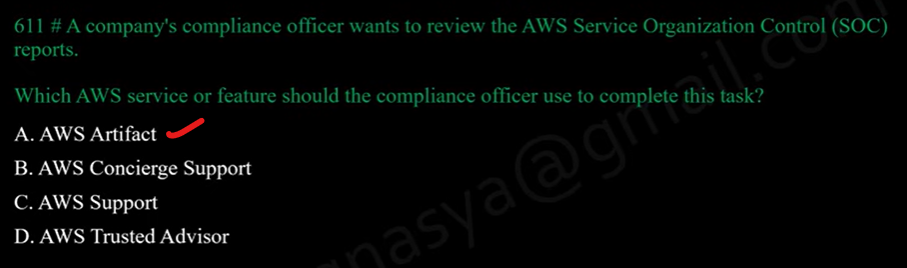 611 # A company's compliance officer wants to review the AWS Service Organization Control (SOC)
reports.
Which AWS service or feature should the compliance officer use to complete this task?
A. AWS Artifact
B. AWS Concierge Support
C. AWS Support
D. AWS Trusted Advisor